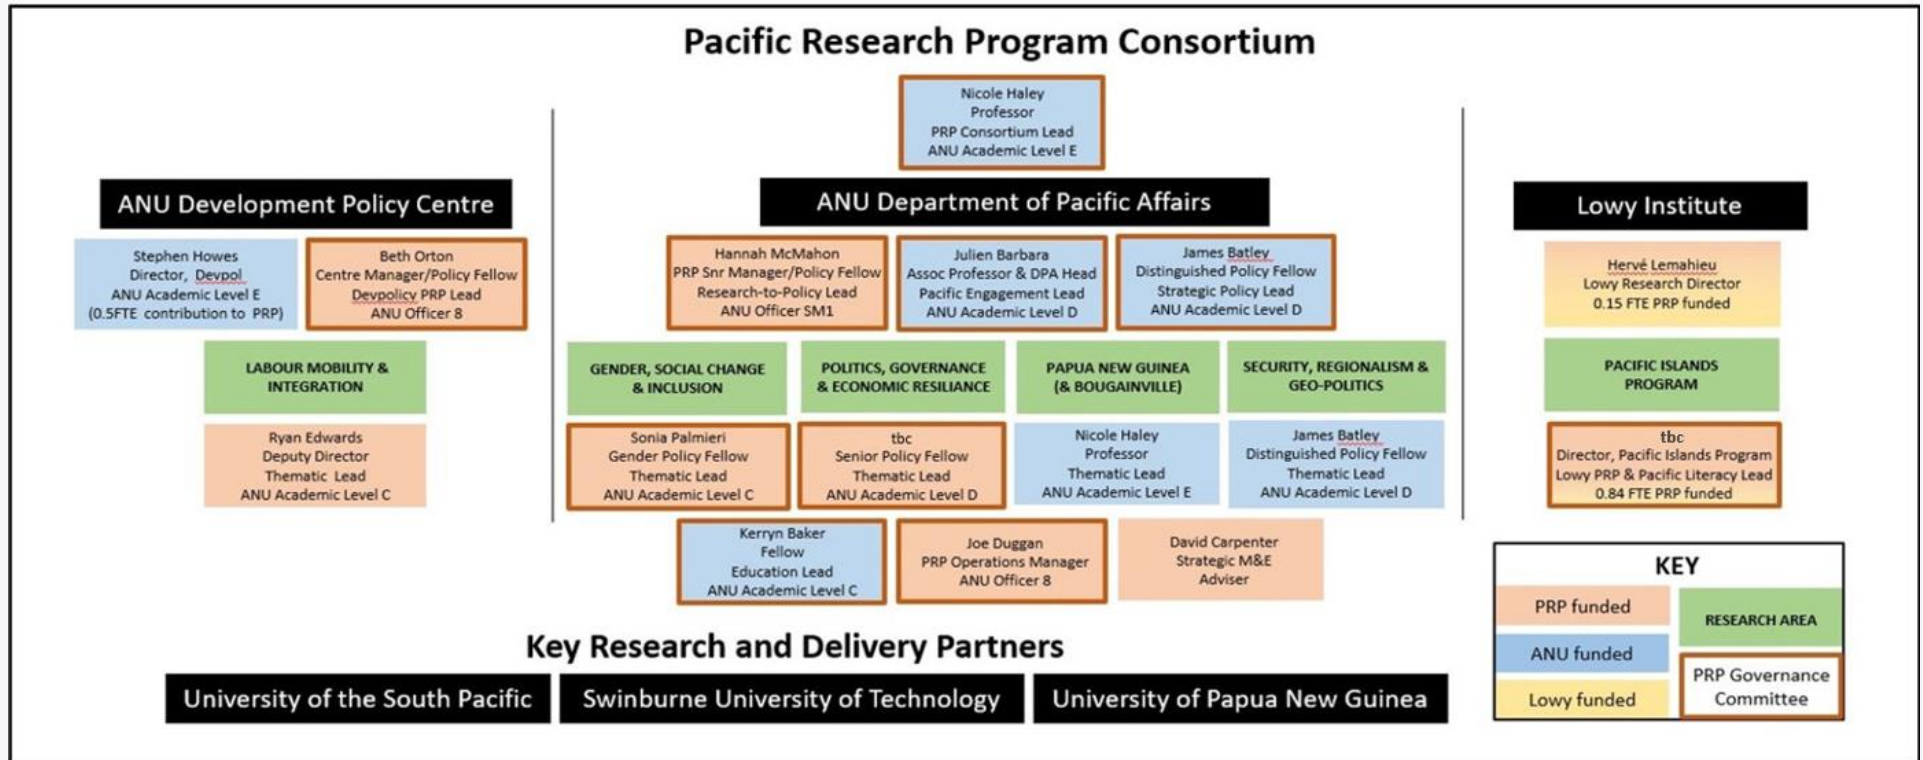 Pacific Research Program Consortium
Nicole Haley
Professor
PRP Consortium Lead
ANU Academic Level E
ANU Development Policy Centre
Stephen Howes
Director, Devpol
ANU Academic Level E
(0.5FTE contribution to PRP)
Beth Orton
Centre Manager/Policy Fellow
Devpolicy PRP Lead
ANU Officer 8
LABOUR MOBILITY &
INTEGRATION
Ryan Edwards
Deputy Director
Thematic Lead
ANU Academic Level C
ANU Department of Pacific Affairs
Hannah McMahon
PRP Snr Manager/Policy Fellow
Research-to-Policy Lead
ANU Officer SM1
Julien Barbara
Assoc Professor & DPA Head
Pacific Engagement Lead
ANU Academic Level D
James Batley
Distinguished Policy Fellow
Strategic Policy Lead
ANU Academic Level D
GENDER, SOCIAL CHANGE
& INCLUSION
POLITICS, GOVERNANCE
& ECONOMIC RESILIANCE
PAPUA NEW GUINEA
(& BOUGAINVILLE)
SECURITY, REGIONALISM &
GEO-POLITICS
Sonia Palmieri
Gender Policy Fellow
Thematic Lead
ANU Academic Level C
tbc
Senior Policy Fellow
Thematic Lead
ANU Academic Level D
Nicole Haley
Professor
Thematic Lead
ANU Academic Level E
James Batley
Distinguished Policy Fellow
Thematic Lead
ANU Academic Level D
Kerryn Baker
Fellow
Education Lead
ANU Academic Level C
Joe Duggan
PRP Operations Manager
ANU Officer 8
David Carpenter
Strategic M&E
Adviser
Lowy Institute
Hervé Lemahieu
Lowy Research Director
0.15 FTE PRP funded
PACIFIC ISLANDS
PROGRAM
tbc
Director, Pacific Islands Program
Lowy PRP & Pacific Literacy Lead
0.84 FTE PRP funded
Key Research and Delivery Partners
University of the South Pacific
Swinburne University of Technology
University of Papua New Guinea
KEY
PRP funded
ANU funded
Lowy funded
RESEARCH AREA
PRP Governance
Committee